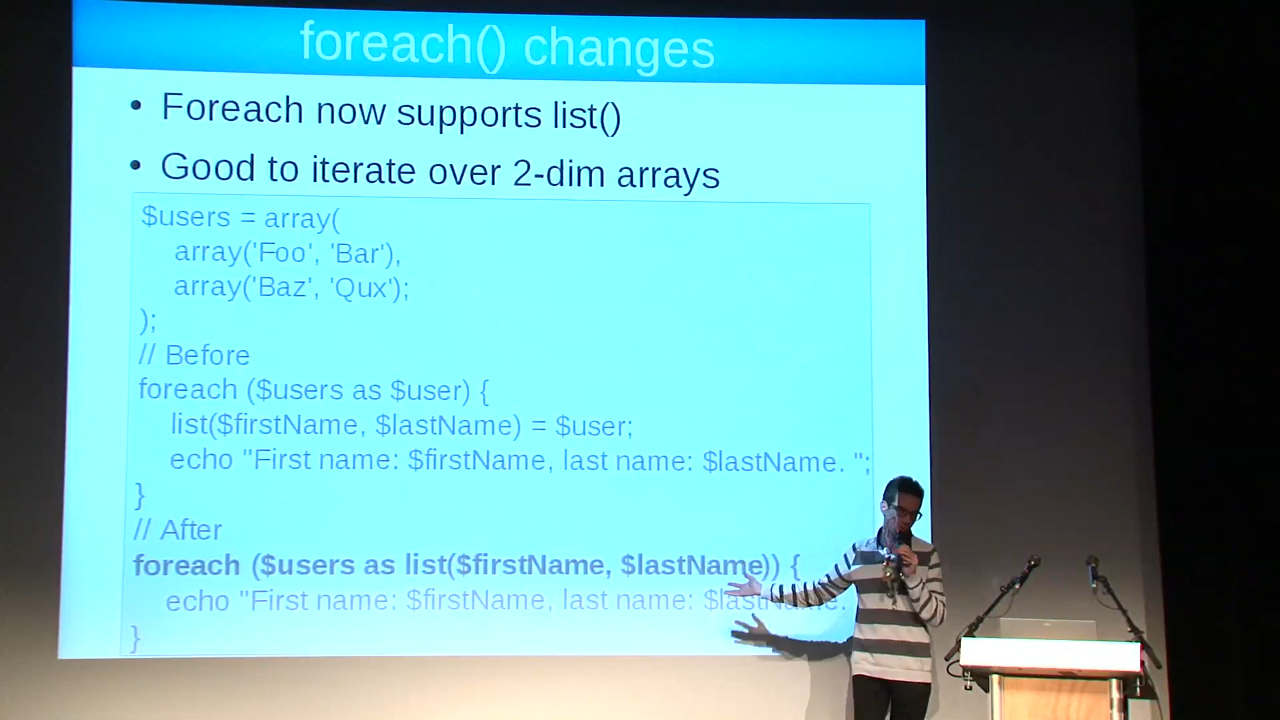 foreach() changes
• Foreach now supports list()
• Good to iterate over 2-dim arrays
$users = array(
array('Foo', 'Bar'),
array('Baz', 'Qux');
);
// Before
foreach ($users as $user) {
list($firstName, $lastName) = $user;
echo "First name: $firstName, last name: $lastName. ";
}
// After
foreach ($users as list($firstName, $lastName)) {
echo "First name: $firstName, last name: $lastName.
}